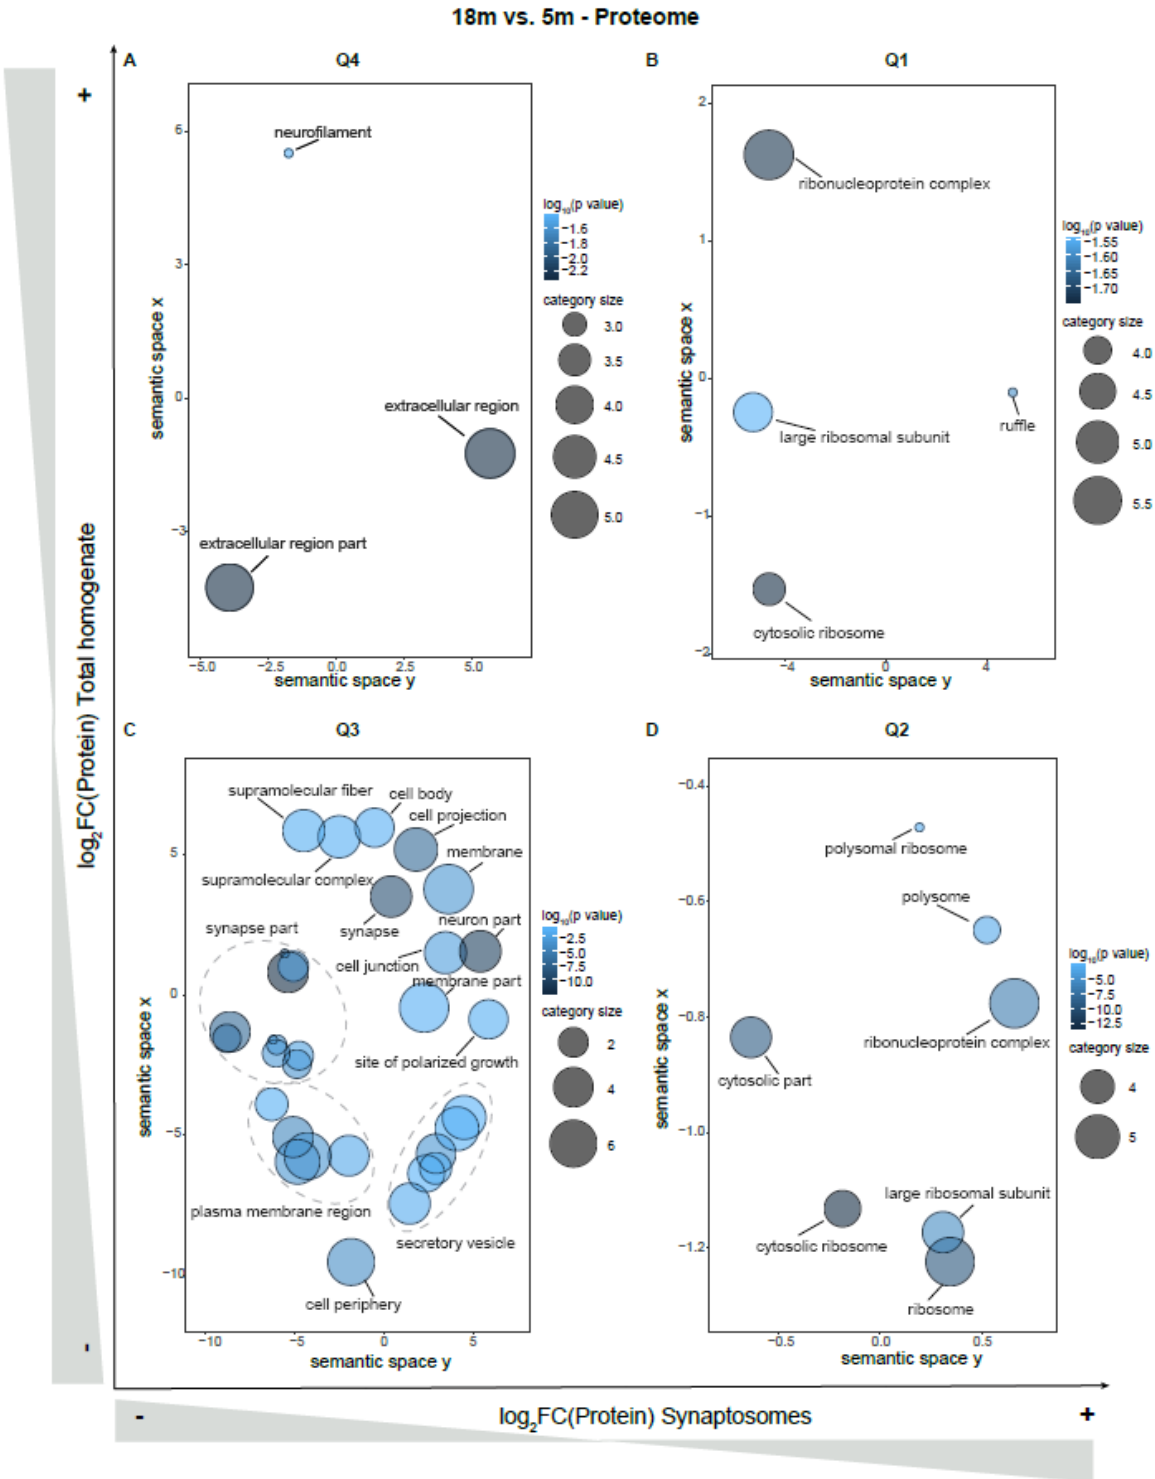 18m vs. 5m - Proteome
A
Q4
+
6
3
0
−3
neurofilament
extracellular region
extracellular region part
−5.0
−2.5
0.0
2.5
5.0
semantic space y
semantic space x
log10(p value)
−1.6
−1.8
−2.0
−2.2
category size
3.0
3.5
4.0
4.5
5.0
B
Q1
2
1
0
−1
−2
ribonucleoprotein complex
large ribosomal subunit
ruffle
cytosolic ribosome
−4
0
4
semantic space y
semantic space x
log10(p value)
−1.55
−1.60
−1.65
−1.70
category size
4.0
4.5
5.0
5.5
log2FC(Protein) Total homogenate
C
Q3
5
0
−5
−10
supramolecular fiber
cell body
cell projection
membrane
supramolecular complex
synapse part
synapse
neuron part
cell junction
membrane part
site of polarized growth
plasma membrane region
secretory vesicle
cell periphery
−10
−5
0
5
semantic space y
semantic space x
log10(p value)
−2.5
−5.0
−7.5
−10.0
category size
2
4
6
D
Q2
−0.4
−0.6
−0.8
−1.0
−1.2
polysomal ribosome
polysome
ribonucleoprotein complex
cytosolic part
large ribosomal subunit
cytosolic ribosome
ribosome
−0.5
0.0
0.5
semantic space y
semantic space x
log10(p value)
−5.0
−7.5
−10.0
−12.5
category size
4
5
-
-
log2FC(Protein) Synaptosomes
+